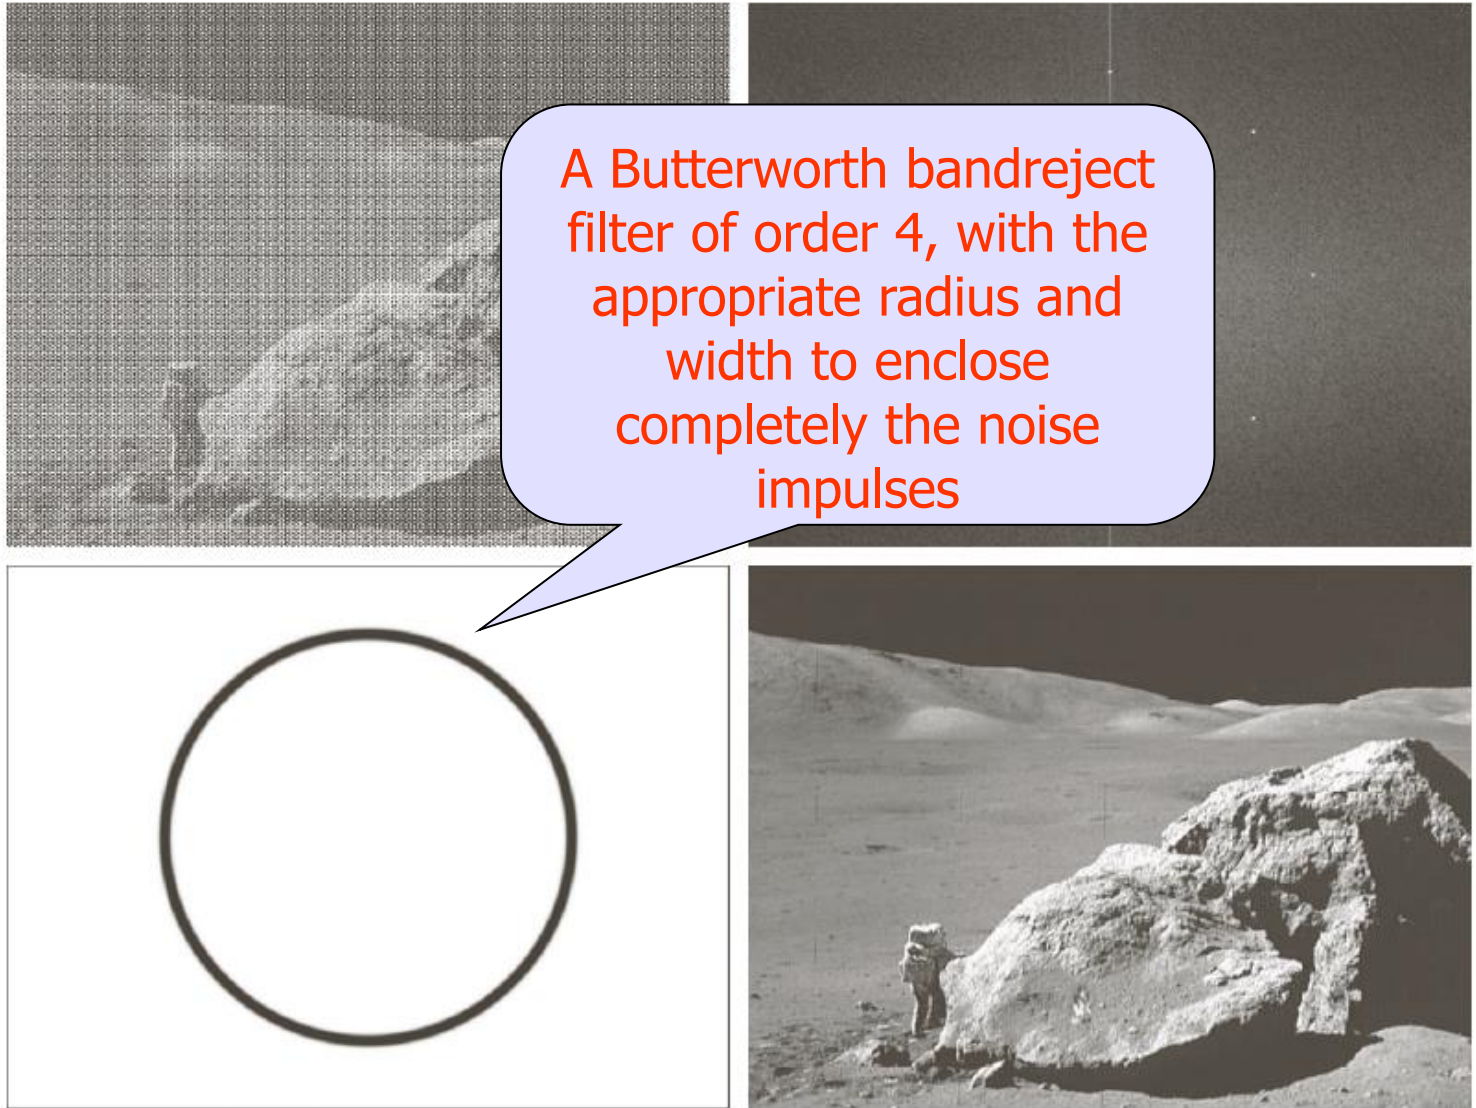 A Butterworth bandreject
filter of order 4, with the
appropriate radius and
width to enclose
completely the noise
impulses